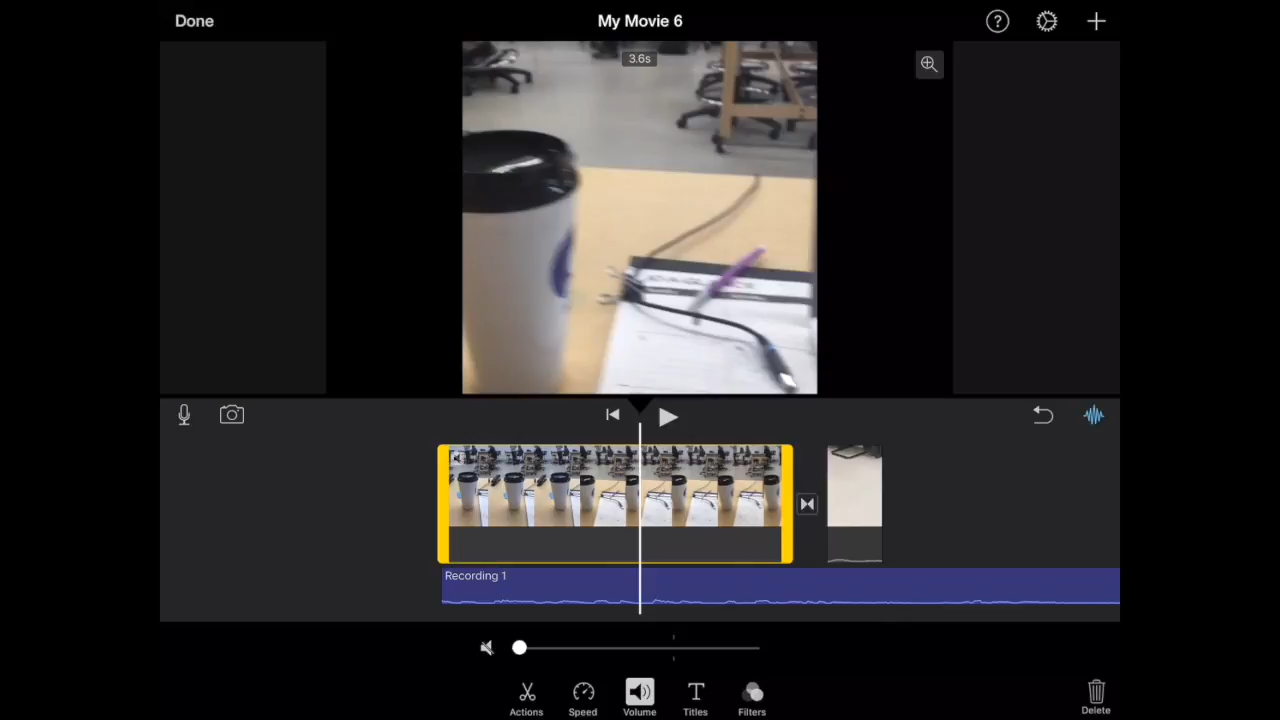 Done
My Movie 6
?
3.6s
Recording 1
Actions
Speed
Volume
Titles
Filters
Delete